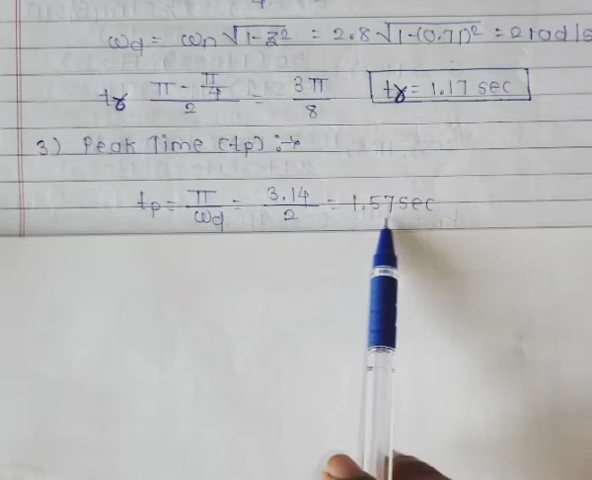 ωd = ωn √1-ξ² = 2.8 √1-(0.71)² = 2 rad/s
tr = (π - π/4)/2 = 3π/8 tr = 1.17 sec
3) Peak Time (tp) :→
tp = π/ωd = 3.14/2 = 1.57 sec